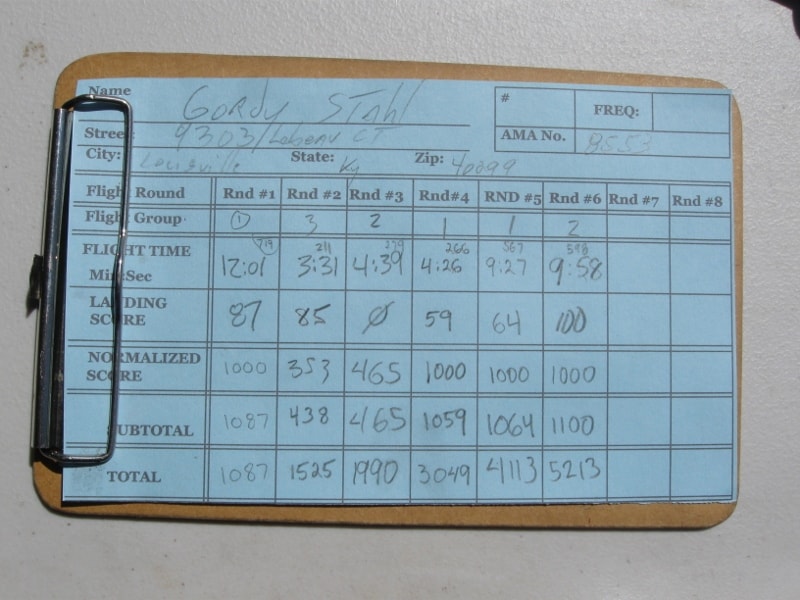 Name Gordy Stahl # FREQ:
Street 9303 Lobeau CT AMA No. 8553
City: Louisville State: Ky Zip: 40299
Flight Round Rnd #1 Rnd #2 Rnd #3 Rnd#4 RND #5 Rnd #6 Rnd #7 Rnd #8
Flight Group 1 3 2 1 1 2
719 211 279 266 567 598
FLIGHT TIME
Min:Sec 12:01 3:31 4:39 4:26 9:27 9:58
LANDING
SCORE 87 85 Ø 59 64 100
NORMALIZED
SCORE 1000 353 465 1000 1000 1000
SUBTOTAL 1087 438 465 1059 1064 1100
TOTAL 1087 1525 1990 3049 4113 5213